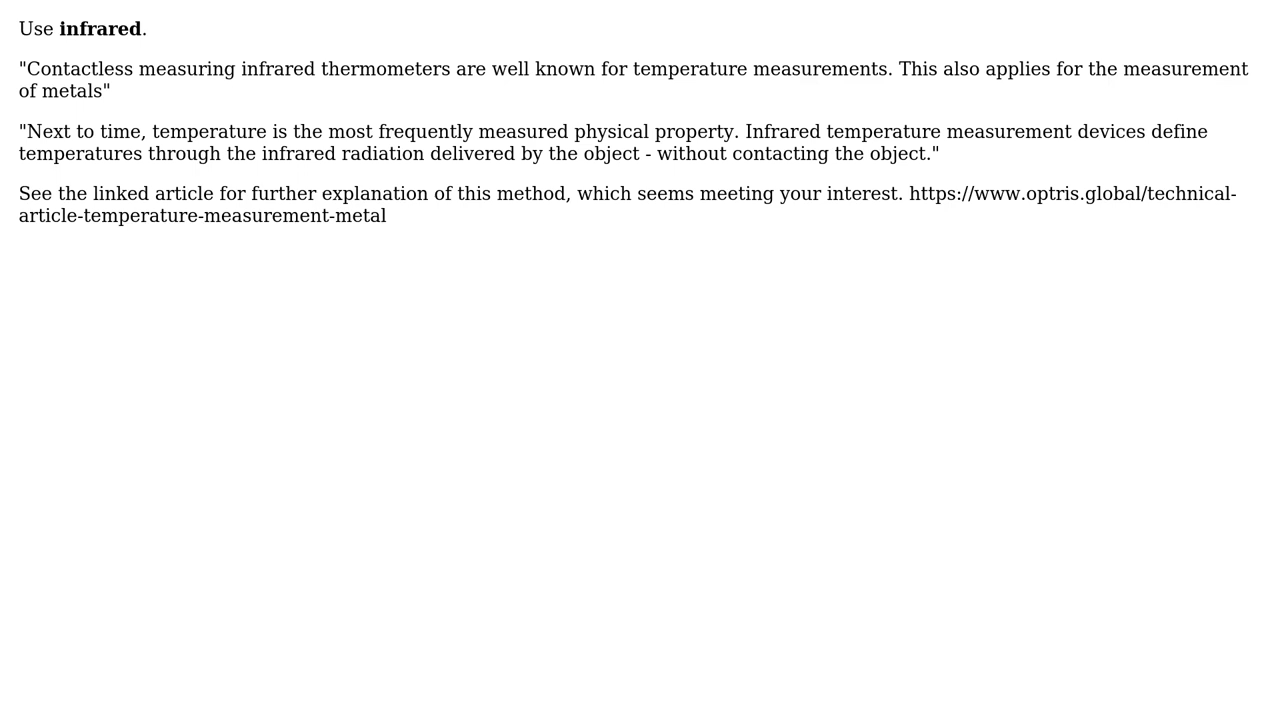 Use infrared.
"Contactless measuring infrared thermometers are well known for temperature measurements. This also applies for the measurement
of metals"
"Next to time, temperature is the most frequently measured physical property. Infrared temperature measurement devices define
temperatures through the infrared radiation delivered by the object - without contacting the object."
See the linked article for further explanation of this method, which seems meeting your interest. https://www.optris.global/technical-
article-temperature-measurement-metal